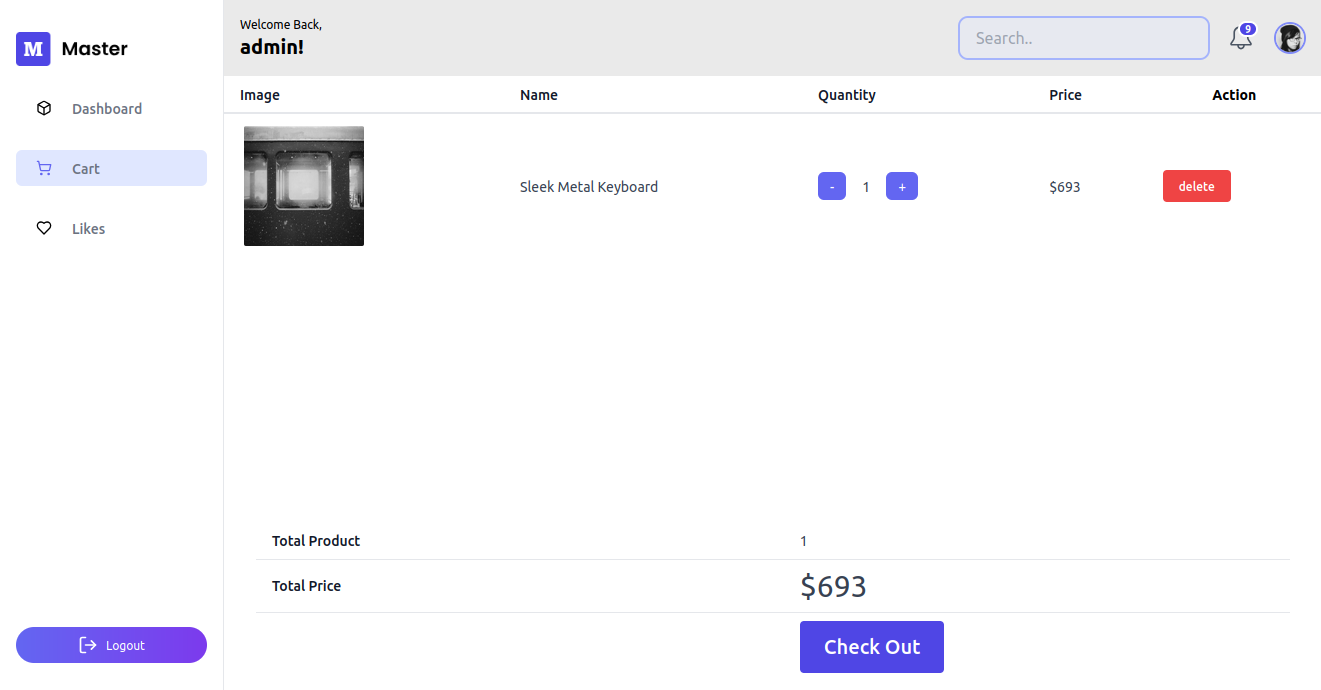 M Master
Dashboard
Cart
Likes
Logout
Welcome Back,
admin!
Search..
9
Image Name Quantity Price Action
Sleek Metal Keyboard - 1 + $693 delete
Total Product 1
Total Price $693
Check Out